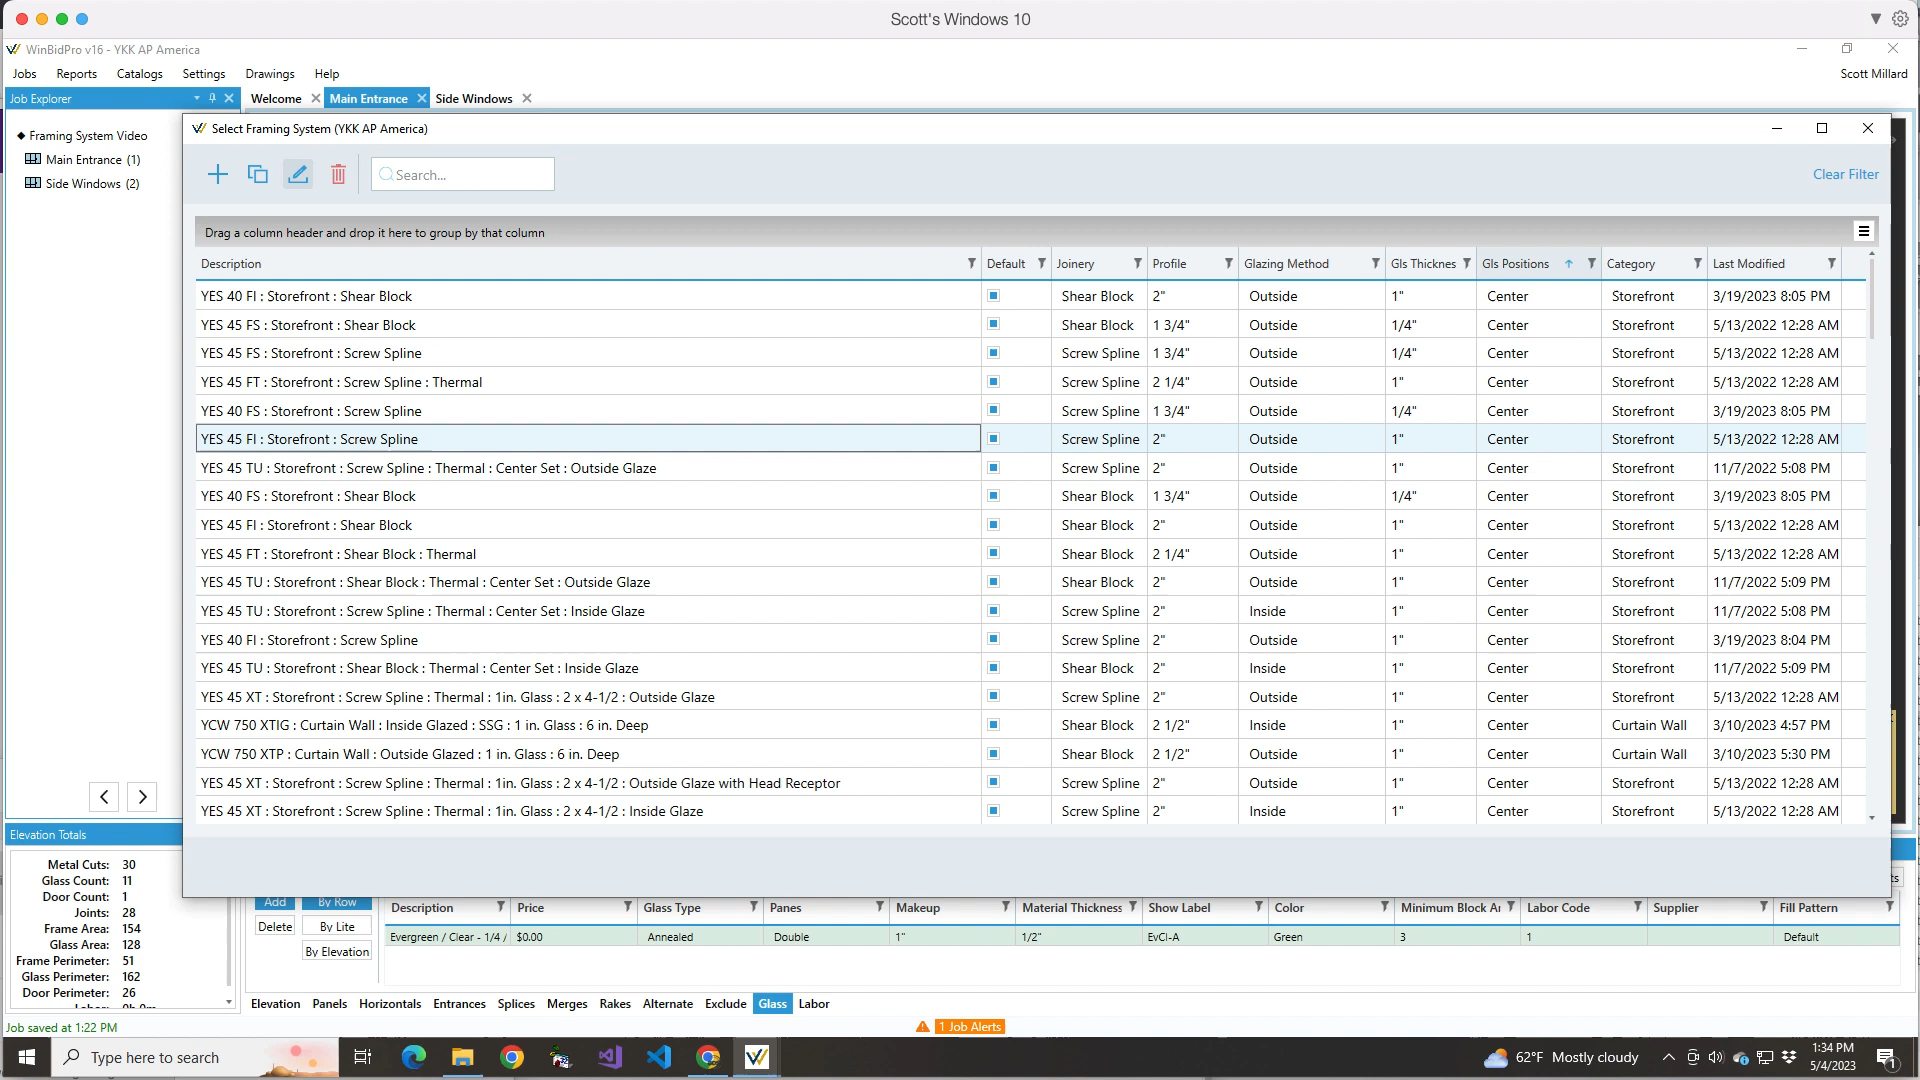 Scott's Windows 10
WinBidPro v16 - YKK AP America
Jobs Reports Catalogs Settings Drawings Help Scott Millard
Job Explorer Welcome Main Entrance Side Windows
Framing System Video
Main Entrance (1)
Side Windows (2)
Select Framing System (YKK AP America)
Search... Clear Filter
Drag a column header and drop it here to group by that column
Description Default Joinery Profile Glazing Method Gls Thicknes Gls Positions Category Last Modified
YES 40 FI : Storefront : Shear Block Shear Block 2" Outside 1" Center Storefront 3/19/2023 8:05 PM
YES 45 FS : Storefront : Shear Block Shear Block 1 3/4" Outside 1/4" Center Storefront 5/13/2022 12:28 AM
YES 45 FS : Storefront : Screw Spline Screw Spline 1 3/4" Outside 1/4" Center Storefront 5/13/2022 12:28 AM
YES 45 FT : Storefront : Screw Spline : Thermal Screw Spline 2 1/4" Outside 1" Center Storefront 5/13/2022 12:28 AM
YES 40 FS : Storefront : Screw Spline Screw Spline 1 3/4" Outside 1/4" Center Storefront 3/19/2023 8:05 PM
YES 45 FI : Storefront : Screw Spline Screw Spline 2" Outside 1" Center Storefront 5/13/2022 12:28 AM
YES 45 TU : Storefront : Screw Spline : Thermal : Center Set : Outside Glaze Screw Spline 2" Outside 1" Center Storefront 11/7/2022 5:08 PM
YES 40 FS : Storefront : Shear Block Shear Block 1 3/4" Outside 1/4" Center Storefront 3/19/2023 8:05 PM
YES 45 FI : Storefront : Shear Block Shear Block 2" Outside 1" Center Storefront 5/13/2022 12:28 AM
YES 45 FT : Storefront : Shear Block : Thermal Shear Block 2 1/4" Outside 1" Center Storefront 5/13/2022 12:28 AM
YES 45 TU : Storefront : Shear Block : Thermal : Center Set : Outside Glaze Shear Block 2" Outside 1" Center Storefront 11/7/2022 5:09 PM
YES 45 TU : Storefront : Screw Spline : Thermal : Center Set : Inside Glaze Screw Spline 2" Inside 1" Center Storefront 11/7/2022 5:08 PM
YES 40 FI : Storefront : Screw Spline Screw Spline 2" Outside 1" Center Storefront 3/19/2023 8:04 PM
YES 45 TU : Storefront : Shear Block : Thermal : Center Set : Inside Glaze Shear Block 2" Inside 1" Center Storefront 11/7/2022 5:09 PM
YES 45 XT : Storefront : Screw Spline : Thermal : 1in. Glass : 2 x 4-1/2 : Outside Glaze Screw Spline 2" Outside 1" Center Storefront 5/13/2022 12:28 AM
YCW 750 XTIG : Curtain Wall : Inside Glazed : SSG : 1 in. Glass : 6 in. Deep Shear Block 2 1/2" Inside 1" Center Curtain Wall 3/10/2023 4:57 PM
YCW 750 XTP : Curtain Wall : Outside Glazed : 1 in. Glass : 6 in. Deep Shear Block 2 1/2" Outside 1" Center Curtain Wall 3/10/2023 5:30 PM
YES 45 XT : Storefront : Screw Spline : Thermal : 1in. Glass : 2 x 4-1/2 : Outside Glaze with Head Receptor Screw Spline 2" Outside 1" Center Storefront 5/13/2022 12:28 AM
YES 45 XT : Storefront : Screw Spline : Thermal : 1in. Glass : 2 x 4-1/2 : Inside Glaze Screw Spline 2" Inside 1" Center Storefront 5/13/2022 12:28 AM
Elevation Totals
Metal Cuts: 30
Glass Count: 11
Door Count: 1
Joints: 28
Frame Area: 154
Glass Area: 128
Frame Perimeter: 51
Glass Perimeter: 162
Door Perimeter: 26
Add By Row
Delete By Lite
By Elevation
Description Price Glass Type Panes Makeup Material Thickness Show Label Color Minimum Block Ar Labor Code Supplier Fill Pattern
Evergreen / Clear - 1/4 / $0.00 Annealed Double 1" 1/2" EvCl-A Green 3 1 Default
Elevation Panels Horizontals Entrances Splices Merges Rakes Alternate Exclude Glass Labor
Job saved at 1:22 PM 1 Job Alerts
Type here to search 62°F Mostly cloudy 1:34 PM
5/4/2023 1